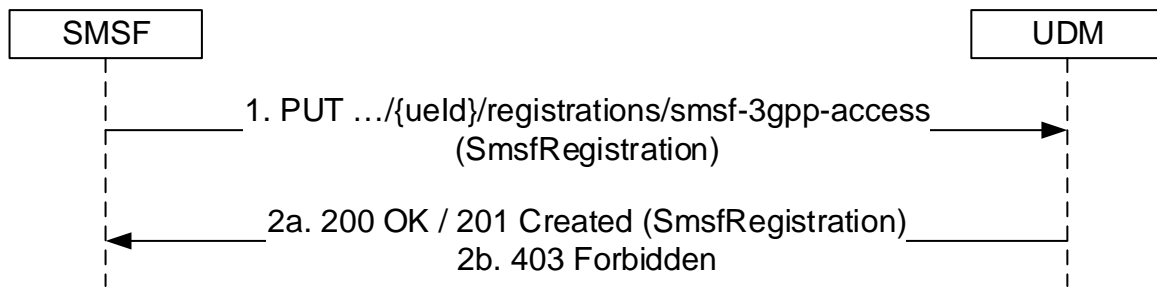 SMSF
UDM
1. PUT …/{ueId}/registrations/smsf-3gpp-access
(SmsfRegistration)
2a. 200 OK / 201 Created (SmsfRegistration)
2b. 403 Forbidden